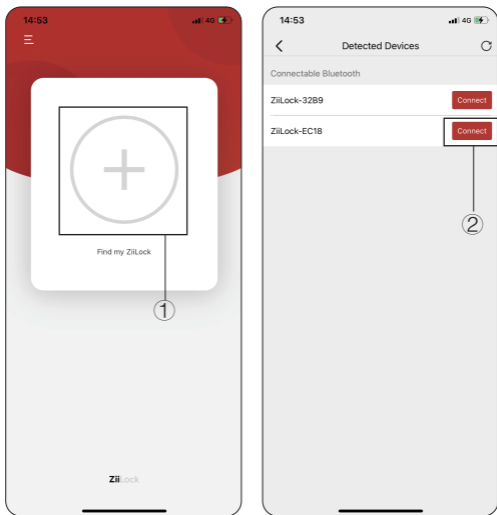 14:53
4G
Find my ZiiLock
①
ZiiLock
14:53
4G
Detected Devices
Connectable Bluetooth
ZiiLock-32B9 Connect
ZiiLock-EC18 Connect
②